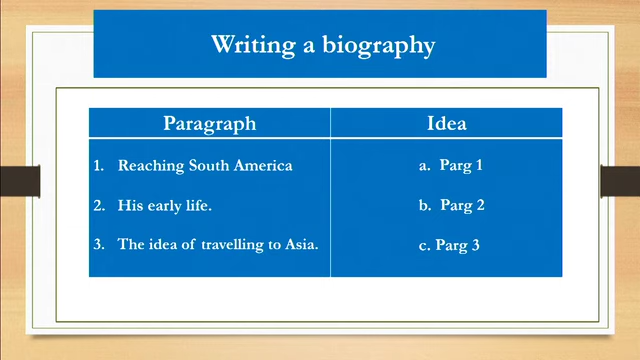 Writing a biography
Paragraph Idea
1. Reaching South America a. Parg 1
2. His early life. b. Parg 2
3. The idea of travelling to Asia. c. Parg 3